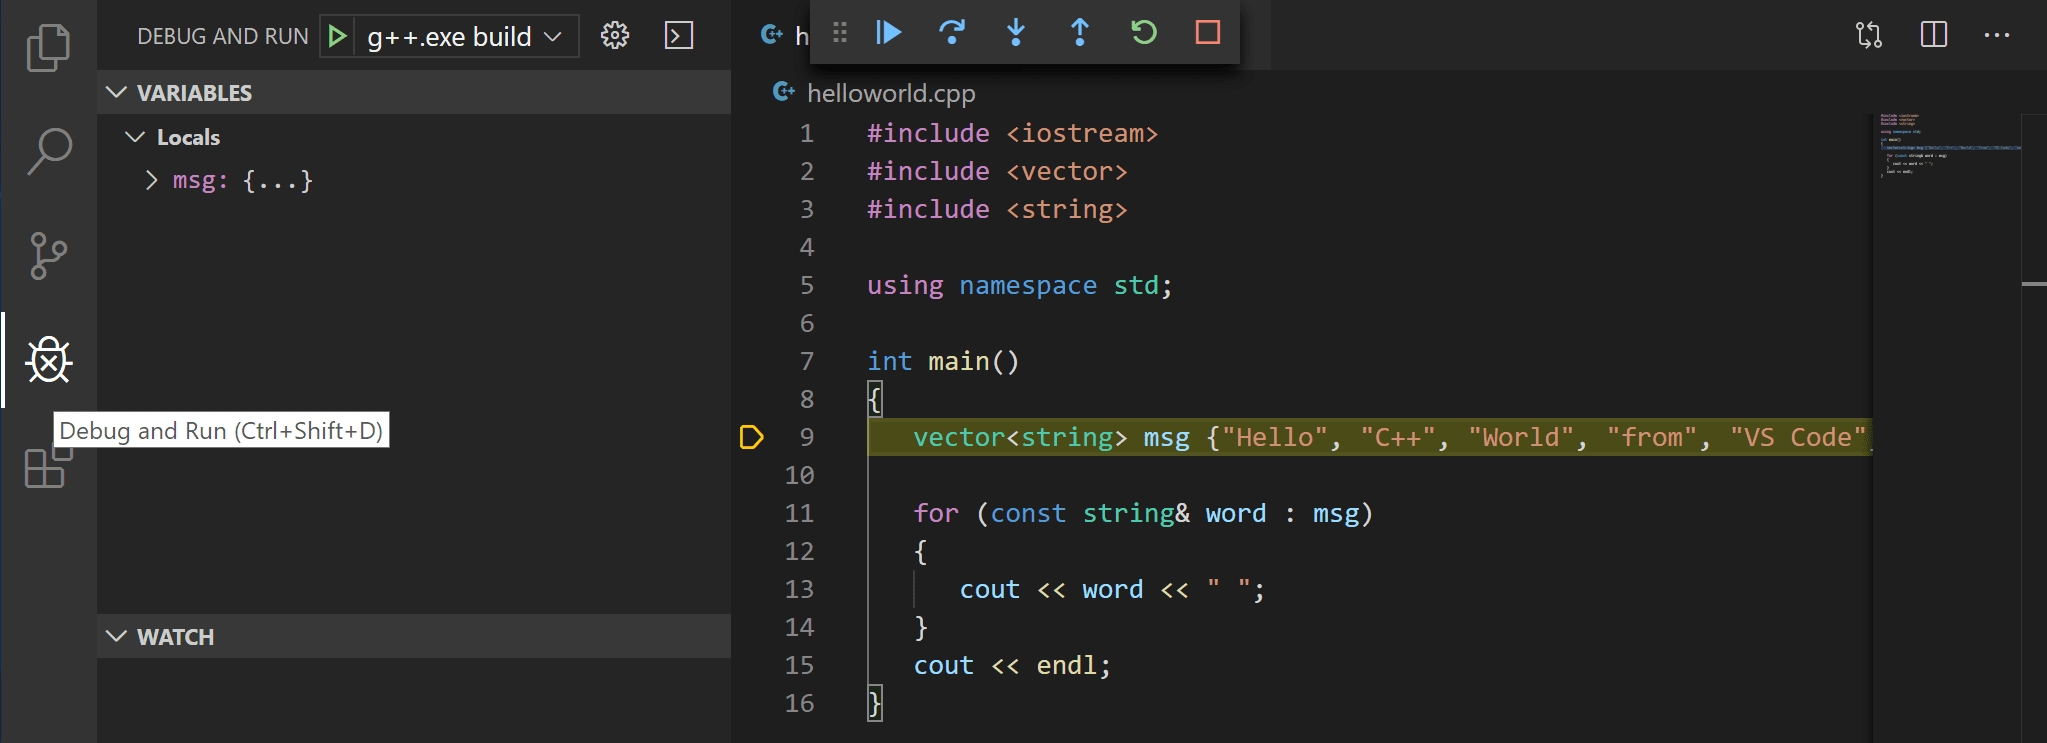 DEBUG AND RUN
g++.exe build
VARIABLES
Locals
msg: {...}
Debug and Run (Ctrl+Shift+D)
WATCH
h
helloworld.cpp
1 #include <iostream>
2 #include <vector>
3 #include <string>
4
5 using namespace std;
6
7 int main()
8 {
9 vector<string> msg {"Hello", "C++", "World", "from", "VS Code"
10
11 for (const string& word : msg)
12 {
13 cout << word << " ";
14 }
15 cout << endl;
16 }